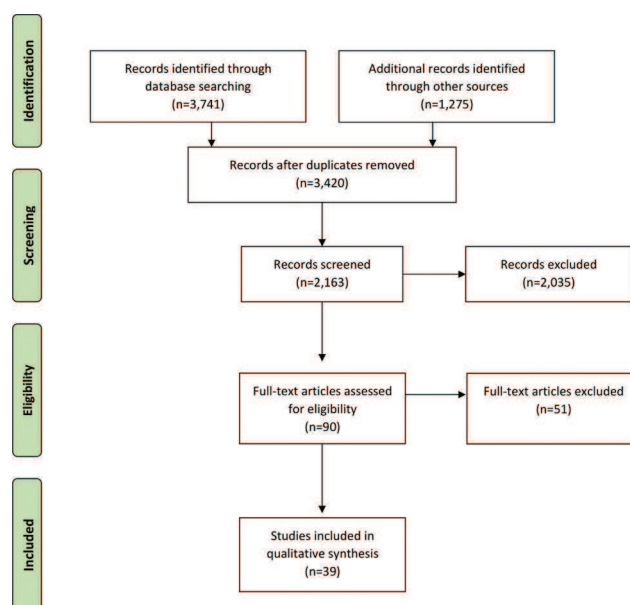 Identification
Records identified through
database searching
(n=3,741)
Additional records identified
through other sources
(n=1,275)
Records after duplicates removed
(n=3,420)
Screening
Records screened
(n=2,163)
Records excluded
(n=2,035)
Eligibility
Full-text articles assessed
for eligibility
(n=90)
Full-text articles excluded
(n=51)
Included
Studies included in
qualitative synthesis
(n=39)